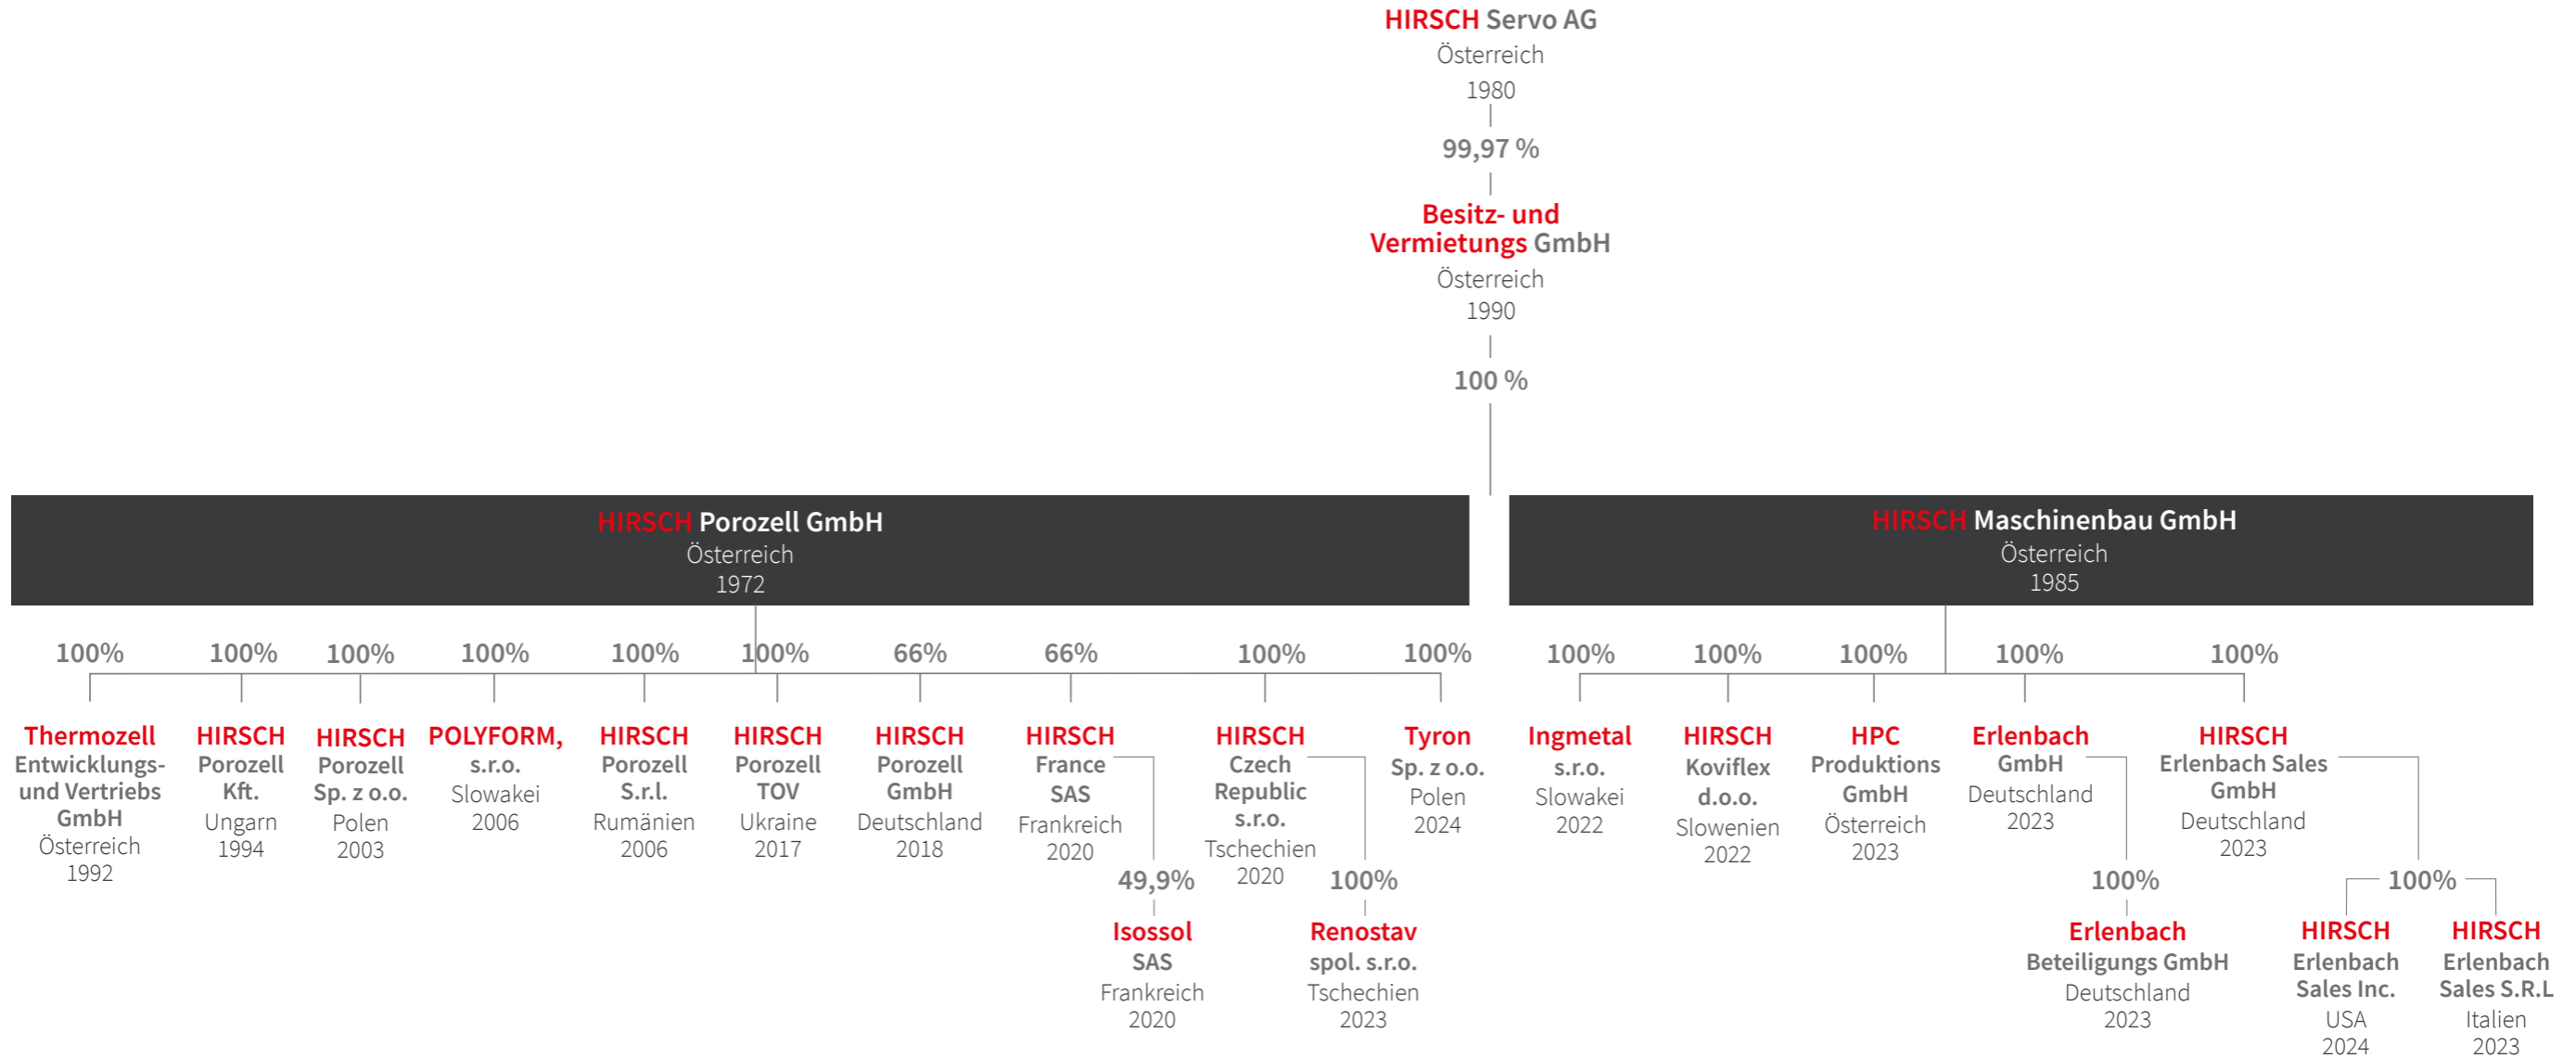 HIRSCH Servo AG
Österreich
1980
99,97 %
Besitz- und
Vermietungs GmbH
Österreich
1990
100 %
HIRSCH Porozell GmbH
Österreich
1972
HIRSCH Maschinenbau GmbH
Österreich
1985
100%
Thermozell
Entwicklungs-
und Vertriebs
GmbH
Österreich
1992
100%
HIRSCH
Porozell
Kft.
Ungarn
1994
100%
HIRSCH
Porozell
Sp. z o.o.
Polen
2003
100%
POLYFORM,
s.r.o.
Slowakei
2006
100%
HIRSCH
Porozell
S.r.l.
Rumänien
2006
100%
HIRSCH
Porozell
TOV
Ukraine
2017
66%
HIRSCH
Porozell
GmbH
Deutschland
2018
66%
HIRSCH
France
SAS
Frankreich
2020
49,9%
Isossol
SAS
Frankreich
2020
100%
HIRSCH
Czech
Republic
s.r.o.
Tschechien
2020
100%
Renostav
spol. s.r.o.
Tschechien
2023
100%
Tyron
Sp. z o.o.
Polen
2024
100%
Ingmetal
s.r.o.
Slowakei
2022
100%
HIRSCH
Koviflex
d.o.o.
Slowenien
2022
100%
HPC
Produktions
GmbH
Österreich
2023
100%
Erlenbach
GmbH
Deutschland
2023
100%
Erlenbach
Beteiligungs GmbH
Deutschland
2023
100%
HIRSCH
Erlenbach Sales
GmbH
Deutschland
2023
100%
HIRSCH
Erlenbach
Sales Inc.
USA
2024
HIRSCH
Erlenbach
Sales S.R.L
Italien
2023